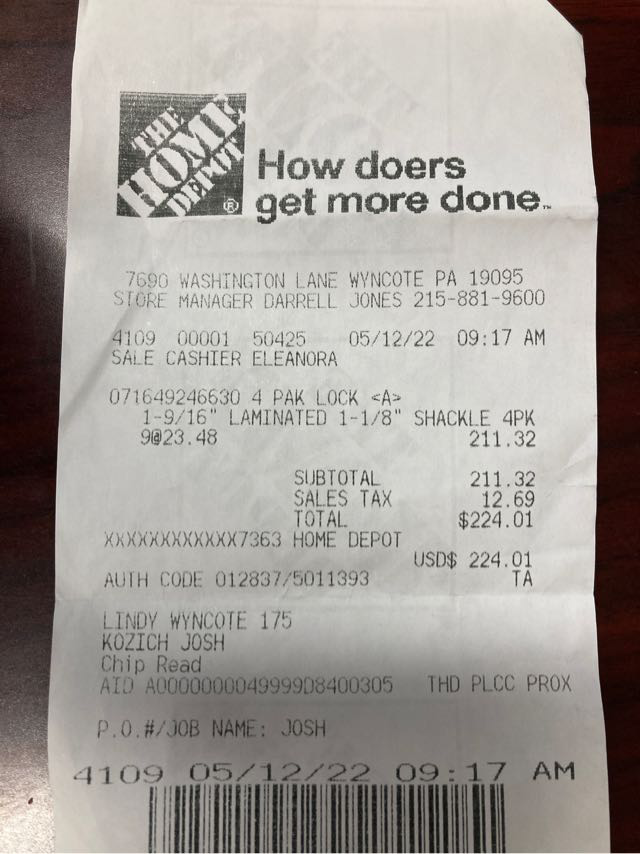 THE
HOME
DEPOT
®
How doers
get more done.™
7690 WASHINGTON LANE WYNCOTE PA 19095
STORE MANAGER DARRELL JONES 215-881-9600
4109 00001 50425 05/12/22 09:17 AM
SALE CASHIER ELEANORA
071649246630 4 PAK LOCK <A>
1-9/16" LAMINATED 1-1/8" SHACKLE 4PK
9@23.48 211.32
SUBTOTAL 211.32
SALES TAX 12.69
TOTAL $224.01
XXXXXXXXXXXX7363 HOME DEPOT
USD$ 224.01
AUTH CODE 012837/5011393 TA
LINDY WYNCOTE 175
KOZICH JOSH
Chip Read
AID A0000000049999D8400305 THD PLCC PROX
P.O.#/JOB NAME: JOSH
4109 05/12/22 09:17 AM